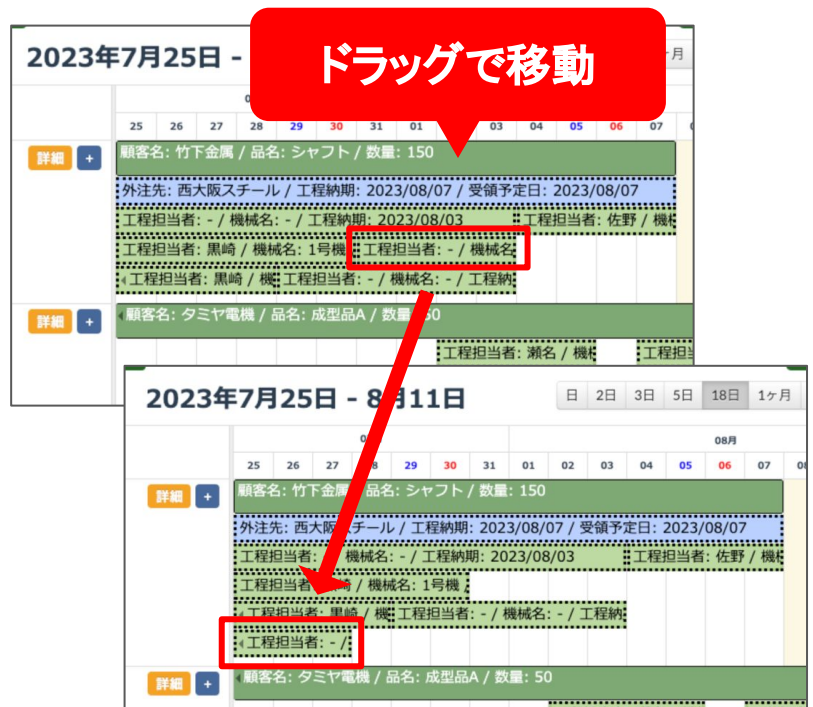 ドラッグで移動
2023年7月25日 -
月
25 26 27 28 29 30 31 01 03 04 05 06 07
詳細 + 顧客名: 竹下金属 / 品名: シャフト / 数量: 150
外注先: 西大阪スチール / 工程納期: 2023/08/07 / 受領予定日: 2023/08/07
工程担当者: - / 機械名: - / 工程納期: 2023/08/03 工程担当者: 佐野 / 機
工程担当者: 黒崎 / 機械名: 1号機 工程担当者: - / 機械名
工程担当者: 黒崎 / 機 工程担当者: - / 機械名: - / 工程納
詳細 + 顧客名: タミヤ電機 / 品名: 成型品A / 数量: 50
工程担当者: 瀬名 / 機 工程担
2023年7月25日 - 8月11日 日 2日 3日 5日 18日 1ヶ月
08月
25 26 27 28 29 30 31 01 02 03 04 05 06 07
詳細 + 顧客名: 竹下金属 / 品名: シャフト / 数量: 150
外注先: 西大阪スチール / 工程納期: 2023/08/07 / 受領予定日: 2023/08/07
工程担当者: / 機械名: - / 工程納期: 2023/08/03 工程担当者: 佐野 / 機
工程担当者 崎 / 機械名: 1号機
工程担当者: 黒崎 / 機 工程担当者: - / 機械名: - / 工程納
工程担当者: - /
詳細 + 顧客名: タミヤ電機 / 品名: 成型品A / 数量: 50